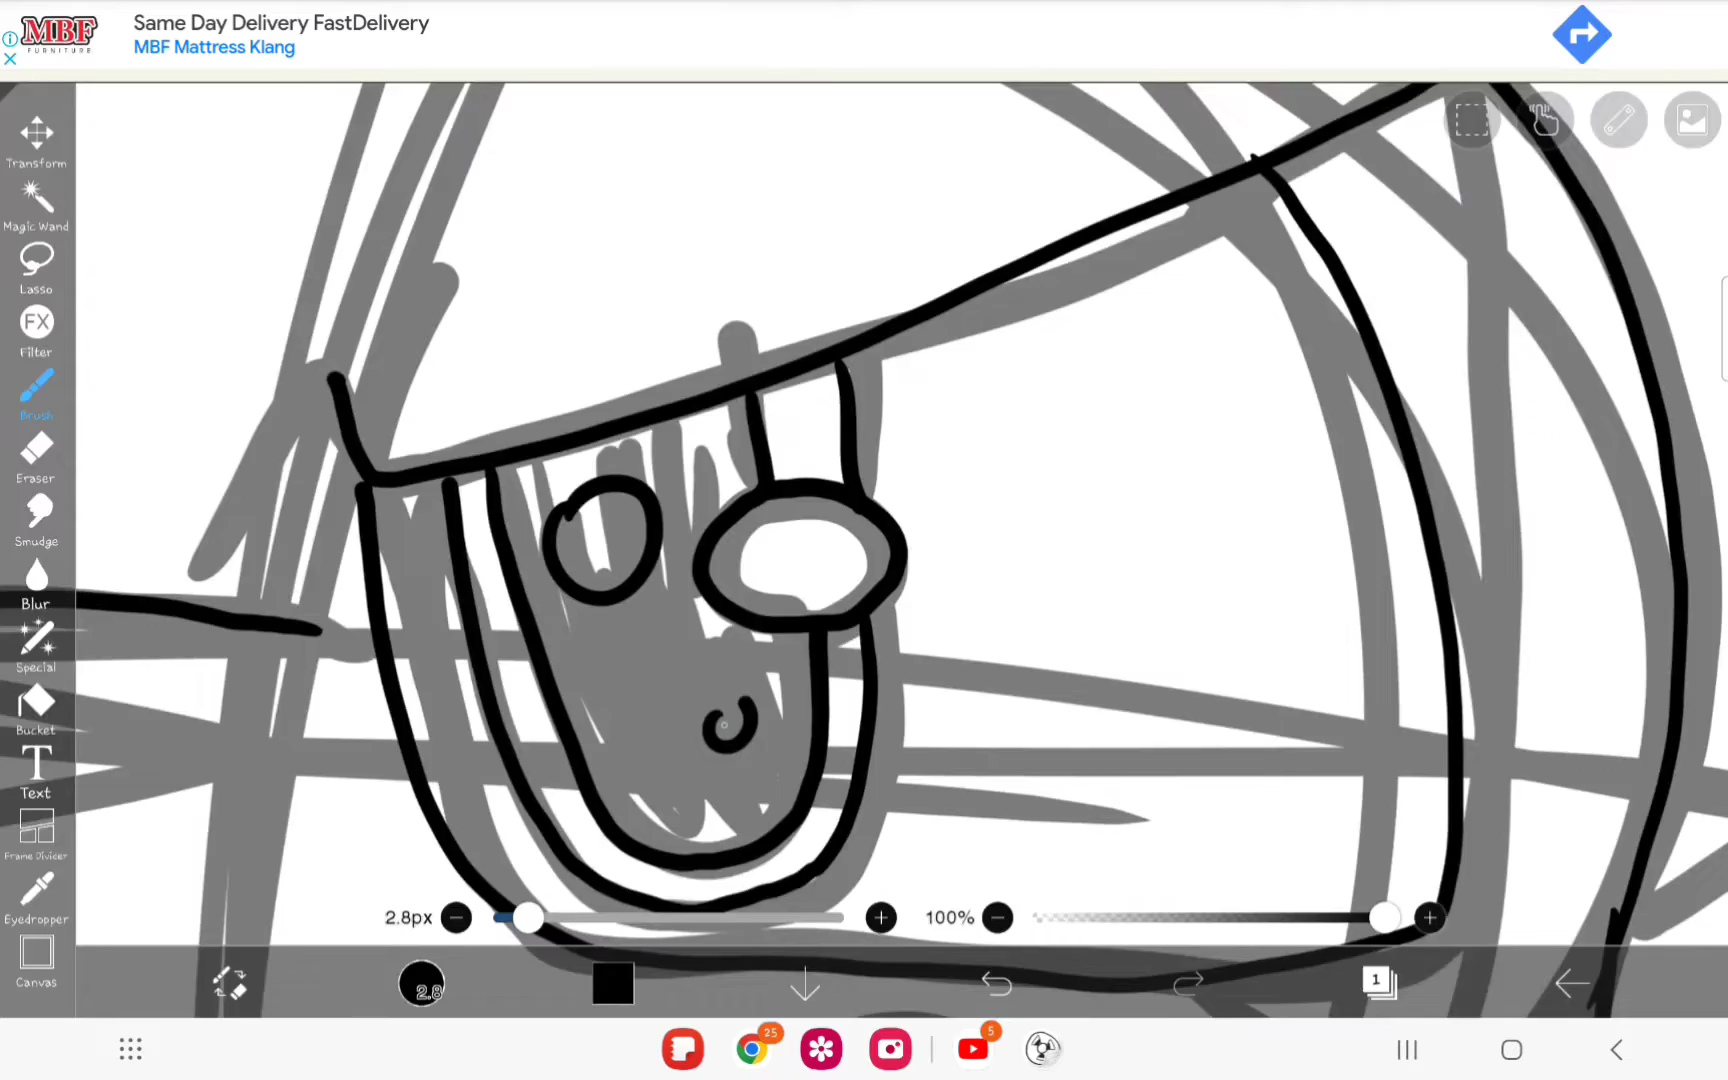 MBF
FURNITURE
Same Day Delivery FastDelivery
MBF Mattress Klang
Transform
Magic Wand
Lasso
FX
Filter
Brush
Eraser
Smudge
Blur
Special
Bucket
T
Text
Frame Divider
Eyedropper
Canvas
2.8px
100%
2.8
1
25
5